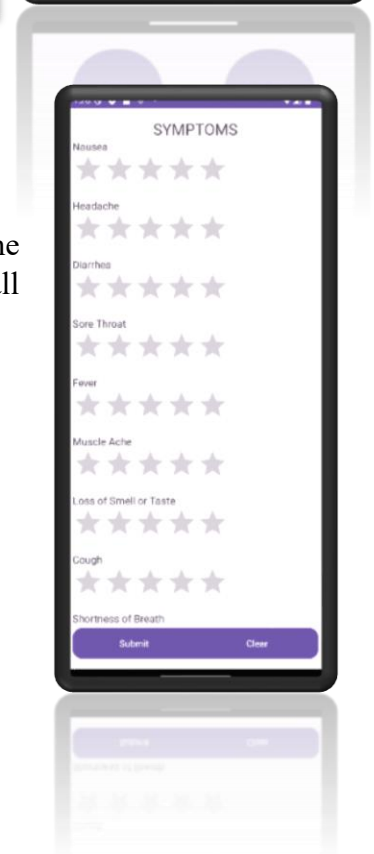 SYMPTOMS
Nausea
Headache
Diarrhea
Sore Throat
Fever
Muscle Ache
Loss of Smell or Taste
Cough
Shortness of Breath
Submit Clear